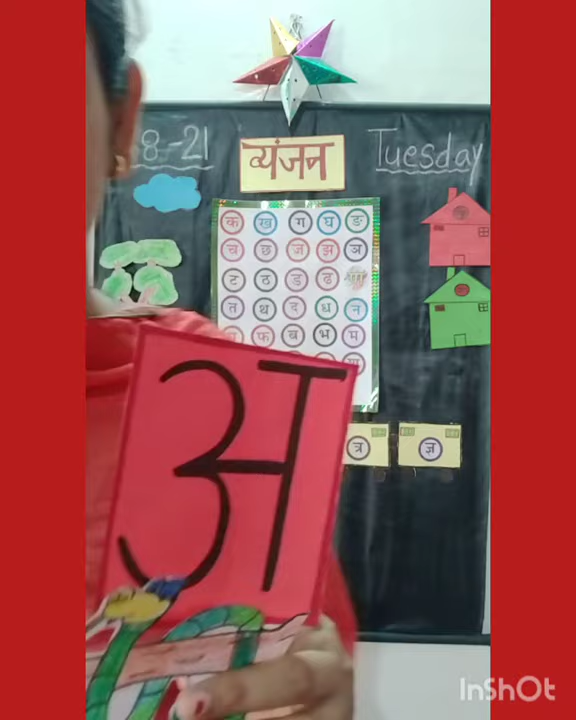 8-21
व्यंजन
Tuesday
क ख ग घ ङ
च छ ज झ ञ
ट ठ ड ढ
त थ द ध न
प फ ब भ म
त्र ज्ञ
अ
InShOt